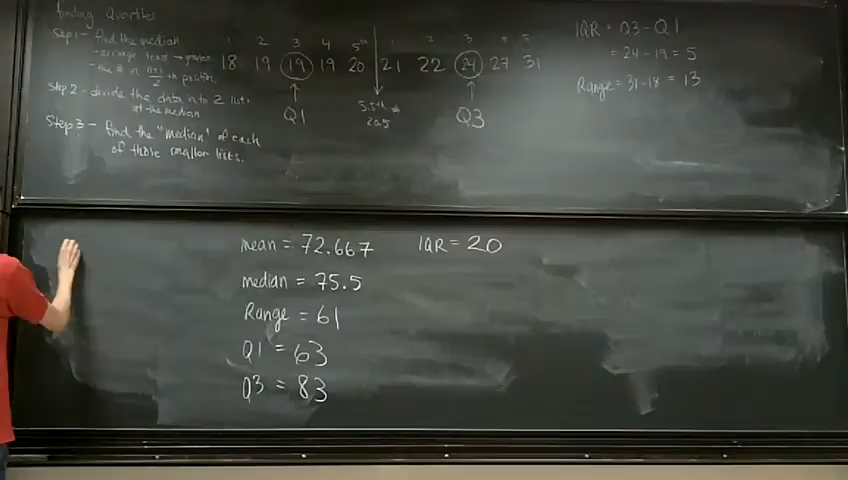 Finding Quartiles
Step 1 - find the median
- arrange least → greatest
- the # in n+1/2 th position
Step 2 - divide the data into 2 lists
at the median
Step 3 - find the "median" of each
of those smaller lists.
1 2 3 4 5th 1 2 3 4 5
18 19 19 19 20 21 22 24 27 31
Q1
5.5th #
20.5
Q3
IQR = Q3 - Q1
= 24 - 19 = 5
Range = 31 - 18 = 13
mean = 72.667
median = 75.5
Range = 61
Q1 = 63
Q3 = 83
IQR = 20